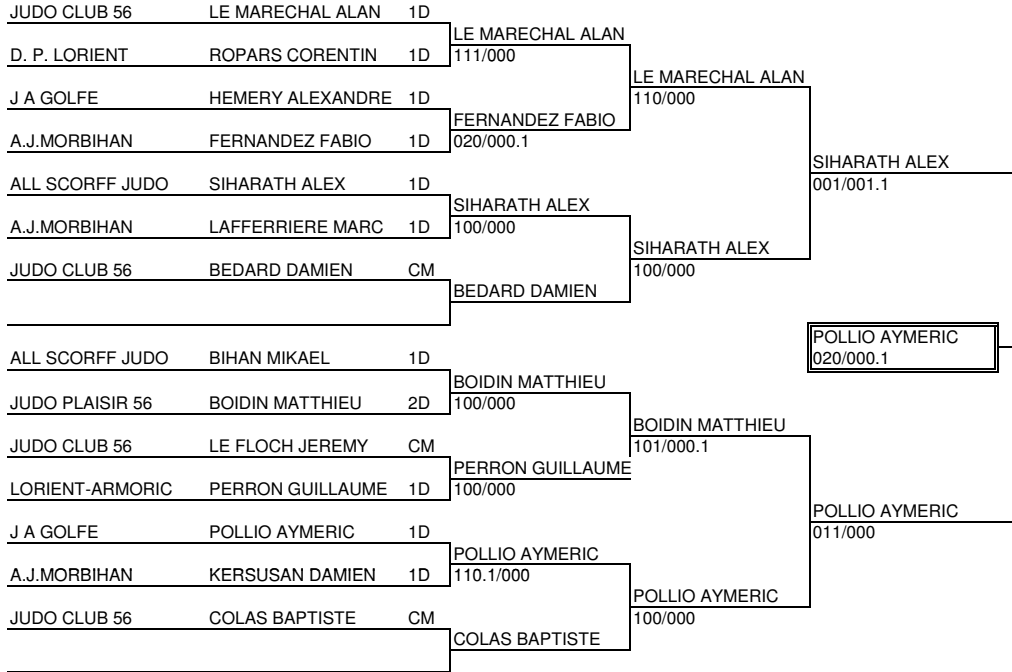 JUDO CLUB 56 LE MARECHAL ALAN 1D
LE MARECHAL ALAN
D. P. LORIENT ROPARS CORENTIN 1D 111/000
LE MARECHAL ALAN
J A GOLFE HEMERY ALEXANDRE 1D 110/000
FERNANDEZ FABIO
A.J.MORBIHAN FERNANDEZ FABIO 1D 020/000.1
SIHARATH ALEX
ALL SCORFF JUDO SIHARATH ALEX 1D 001/001.1
SIHARATH ALEX
A.J.MORBIHAN LAFFERRIERE MARC 1D 100/000
SIHARATH ALEX
JUDO CLUB 56 BEDARD DAMIEN CM 100/000
BEDARD DAMIEN
POLLIO AYMERIC
ALL SCORFF JUDO BIHAN MIKAEL 1D 020/000.1
BOIDIN MATTHIEU
JUDO PLAISIR 56 BOIDIN MATTHIEU 2D 100/000
BOIDIN MATTHIEU
JUDO CLUB 56 LE FLOCH JEREMY CM 101/000.1
PERRON GUILLAUME
LORIENT-ARMORIC PERRON GUILLAUME 1D 100/000
POLLIO AYMERIC
J A GOLFE POLLIO AYMERIC 1D 011/000
POLLIO AYMERIC
A.J.MORBIHAN KERSUSAN DAMIEN 1D 110.1/000
POLLIO AYMERIC
JUDO CLUB 56 COLAS BAPTISTE CM 100/000
COLAS BAPTISTE